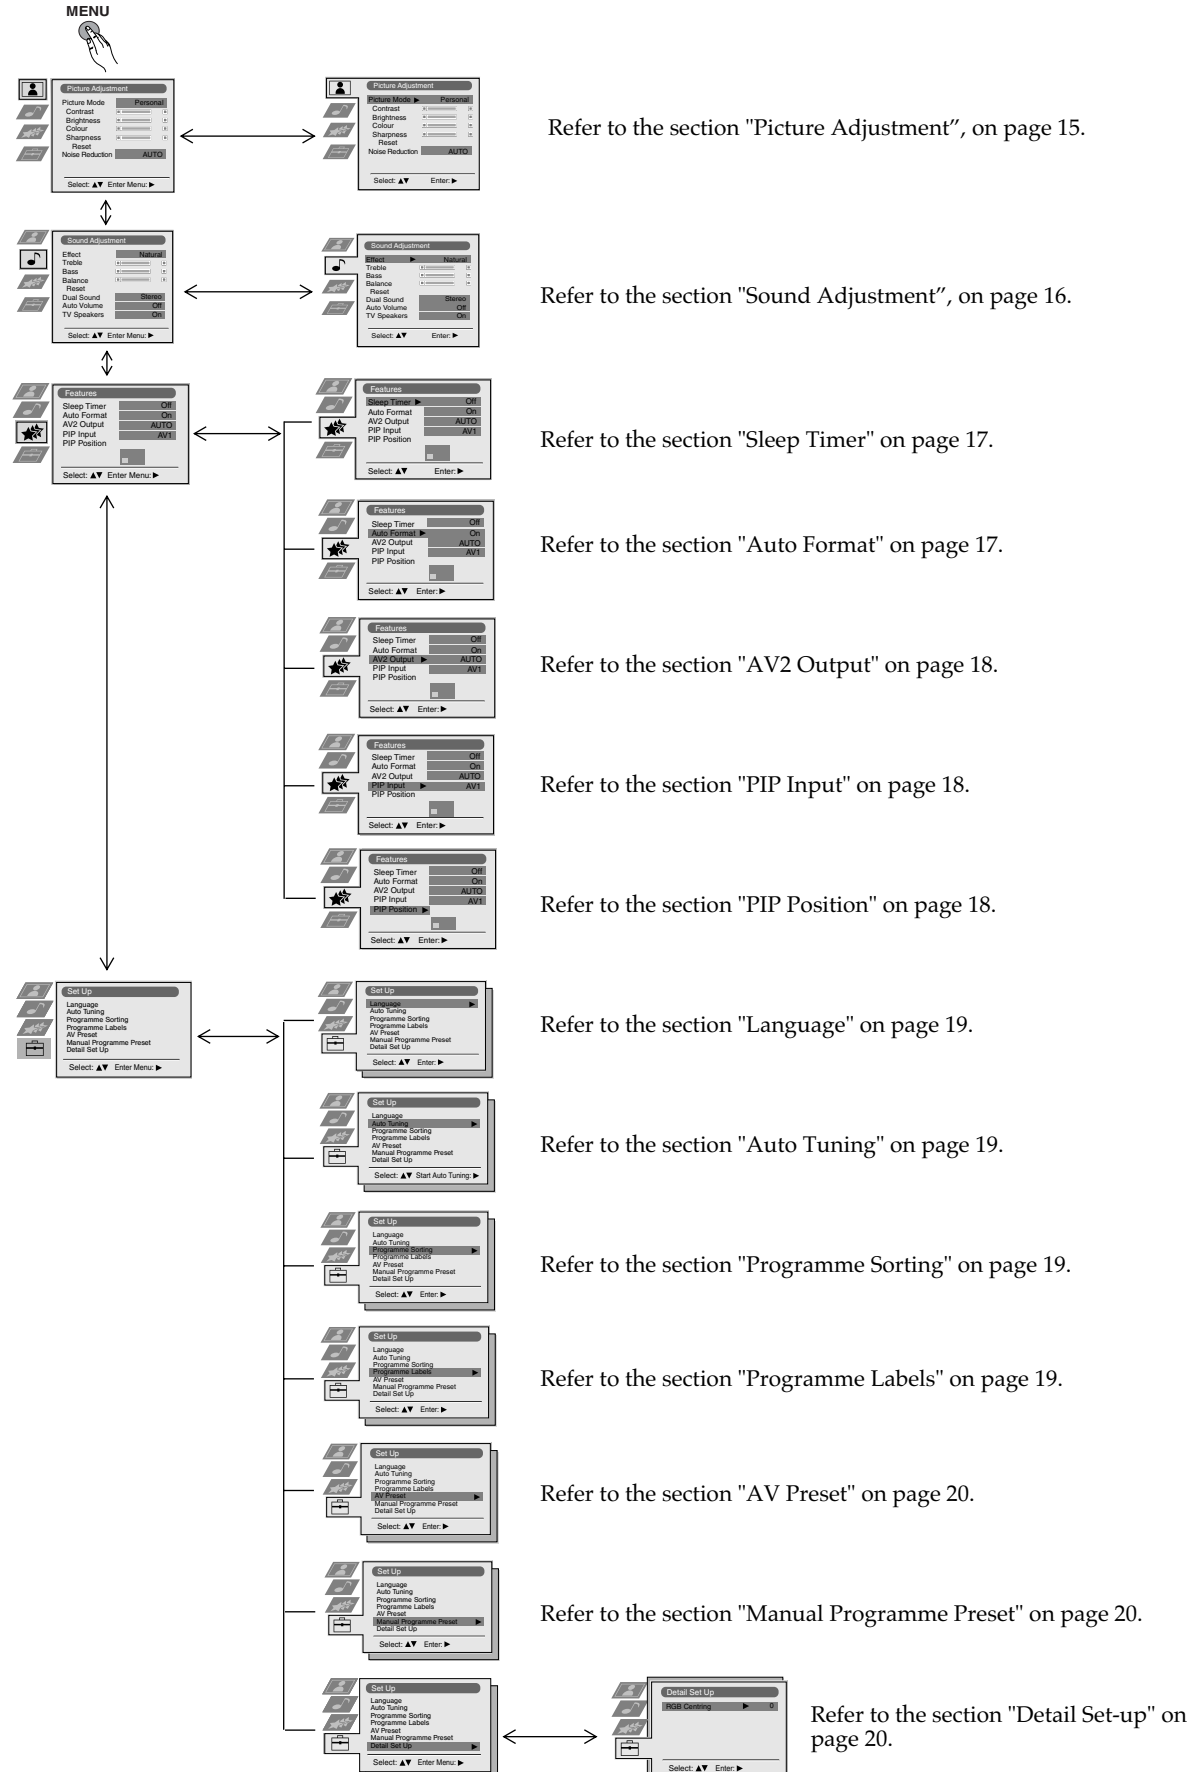 MENU
Picture Adjustment
Picture Mode Personal
Contrast
Brightness
Colour
Sharpness
Reset
Noise Reduction AUTO
Select: ▲▼ Enter Menu: ▶
Picture Adjustment
Picture Mode ▶ Personal
Contrast
Brightness
Colour
Sharpness
Reset
Noise Reduction AUTO
Select: ▲▼ Enter: ▶
Refer to the section "Picture Adjustment”, on page 15.
Sound Adjustment
Effect Natural
Treble
Bass
Balance
Reset
Dual Sound Stereo
Auto Volume Off
TV Speakers On
Select: ▲▼ Enter Menu: ▶
Sound Adjustment
Effect ▶ Natural
Treble
Bass
Balance
Reset
Dual Sound Stereo
Auto Volume Off
TV Speakers On
Select: ▲▼ Enter: ▶
Refer to the section "Sound Adjustment”, on page 16.
Features
Sleep Timer Off
Auto Format On
AV2 Output AUTO
PIP Input AV1
PIP Position
Select: ▲▼ Enter Menu: ▶
Features
Sleep Timer ▶ Off
Auto Format On
AV2 Output AUTO
PIP Input AV1
PIP Position
Select: ▲▼ Enter: ▶
Refer to the section "Sleep Timer" on page 17.
Features
Sleep Timer Off
Auto Format ▶ On
AV2 Output AUTO
PIP Input AV1
PIP Position
Select: ▲▼ Enter: ▶
Refer to the section "Auto Format" on page 17.
Features
Sleep Timer Off
Auto Format On
AV2 Output ▶ AUTO
PIP Input AV1
PIP Position
Select: ▲▼ Enter: ▶
Refer to the section "AV2 Output" on page 18.
Features
Sleep Timer Off
Auto Format On
AV2 Output AUTO
PIP Input ▶ AV1
PIP Position
Select: ▲▼ Enter: ▶
Refer to the section "PIP Input" on page 18.
Features
Sleep Timer Off
Auto Format On
AV2 Output AUTO
PIP Input AV1
PIP Position ▶
Select: ▲▼ Enter: ▶
Refer to the section "PIP Position" on page 18.
Set Up
Language
Auto Tuning
Programme Sorting
Programme Labels
AV Preset
Manual Programme Preset
Detail Set Up
Select: ▲▼ Enter Menu: ▶
Set Up
Language ▶
Auto Tuning
Programme Sorting
Programme Labels
AV Preset
Manual Programme Preset
Detail Set Up
Select: ▲▼ Enter: ▶
Refer to the section "Language" on page 19.
Set Up
Language
Auto Tuning ▶
Programme Sorting
Programme Labels
AV Preset
Manual Programme Preset
Detail Set Up
Select: ▲▼ Start Auto Tuning: ▶
Refer to the section "Auto Tuning" on page 19.
Set Up
Language
Auto Tuning
Programme Sorting ▶
Programme Labels
AV Preset
Manual Programme Preset
Detail Set Up
Select: ▲▼ Enter: ▶
Refer to the section "Programme Sorting" on page 19.
Set Up
Language
Auto Tuning
Programme Sorting
Programme Labels ▶
AV Preset
Manual Programme Preset
Detail Set Up
Select: ▲▼ Enter: ▶
Refer to the section "Programme Labels" on page 19.
Set Up
Language
Auto Tuning
Programme Sorting
Programme Labels
AV Preset ▶
Manual Programme Preset
Detail Set Up
Select: ▲▼ Enter: ▶
Refer to the section "AV Preset" on page 20.
Set Up
Language
Auto Tuning
Programme Sorting
Programme Labels
AV Preset
Manual Programme Preset ▶
Detail Set Up
Select: ▲▼ Enter: ▶
Refer to the section "Manual Programme Preset" on page 20.
Set Up
Language
Auto Tuning
Programme Sorting
Programme Labels
AV Preset
Manual Programme Preset
Detail Set Up ▶
Select: ▲▼ Enter Menu: ▶
Detail Set Up
RGB Centring ▶ 0
Select: ▲▼ Enter: ▶
Refer to the section "Detail Set-up" on
page 20.